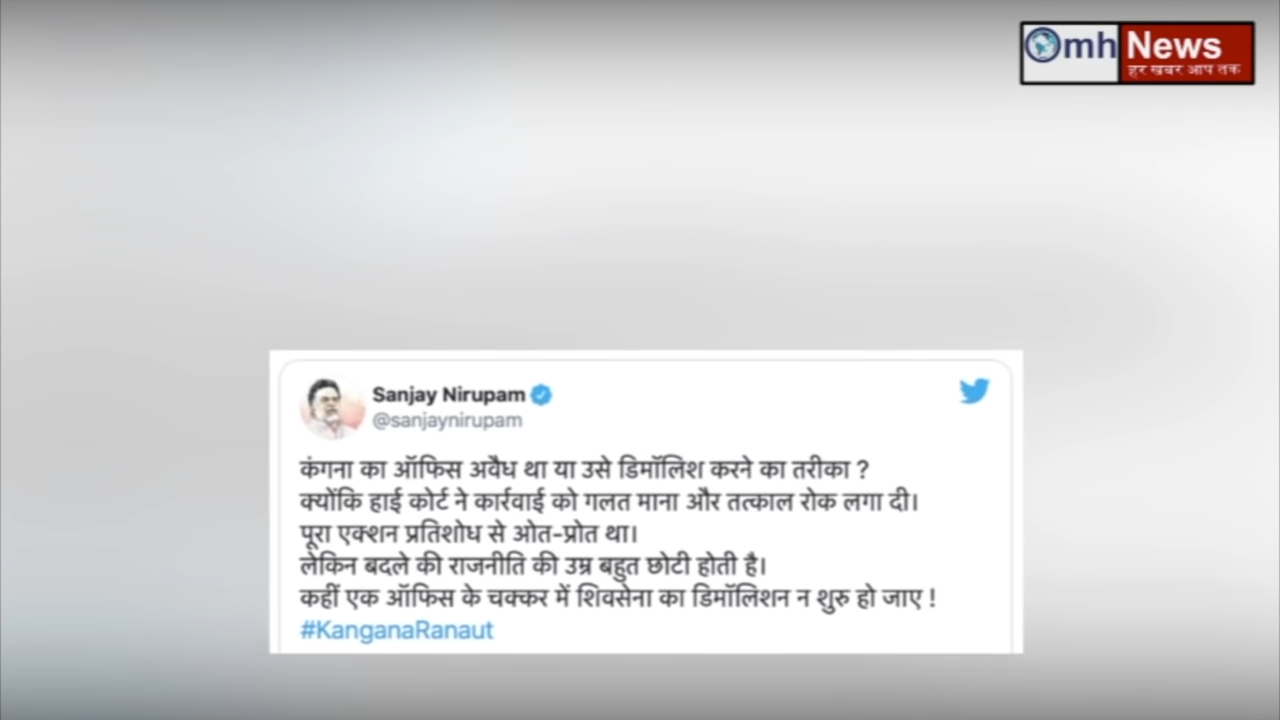 Omh News
हर खबर आप तक
Sanjay Nirupam
@sanjaynirupam
कंगना का ऑफिस अवैध था या उसे डिमॉलिश करने का तरीका ?
क्योंकि हाई कोर्ट ने कार्रवाई को गलत माना और तत्काल रोक लगा दी।
पूरा एक्शन प्रतिशोध से ओत-प्रोत था।
लेकिन बदले की राजनीति की उम्र बहुत छोटी होती है।
कहीं एक ऑफिस के चक्कर में शिवसेना का डिमॉलिशन न शुरु हो जाए !
#KanganaRanaut